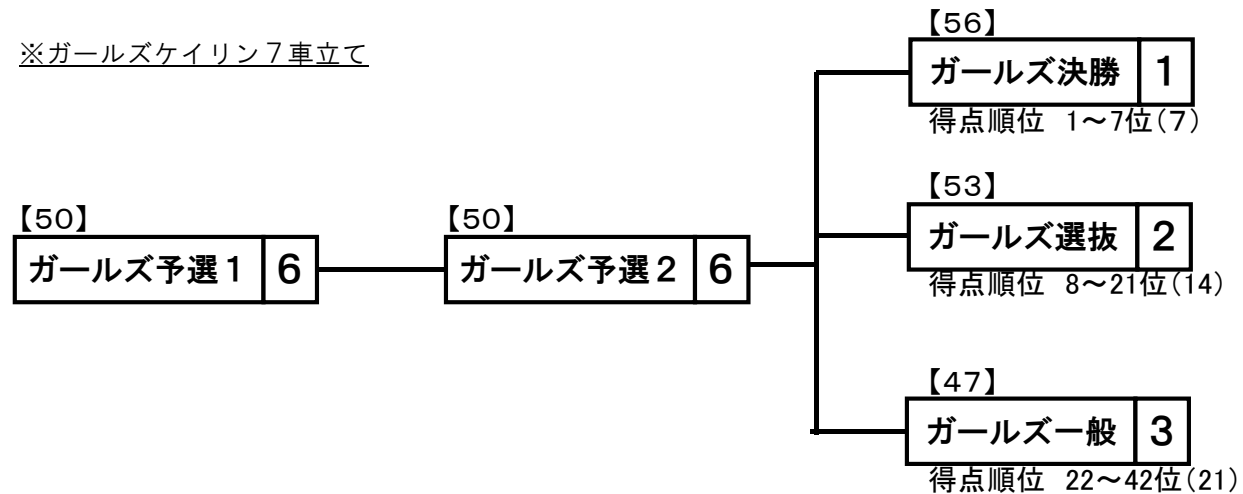 ※ガールズケイリン７車立て
【50】
ガールズ予選１ 6
【50】
ガールズ予選２ 6
【56】
ガールズ決勝 1
得点順位 1～7位(7)
【53】
ガールズ選抜 2
得点順位 8～21位(14)
【47】
ガールズ一般 3
得点順位 22～42位(21)